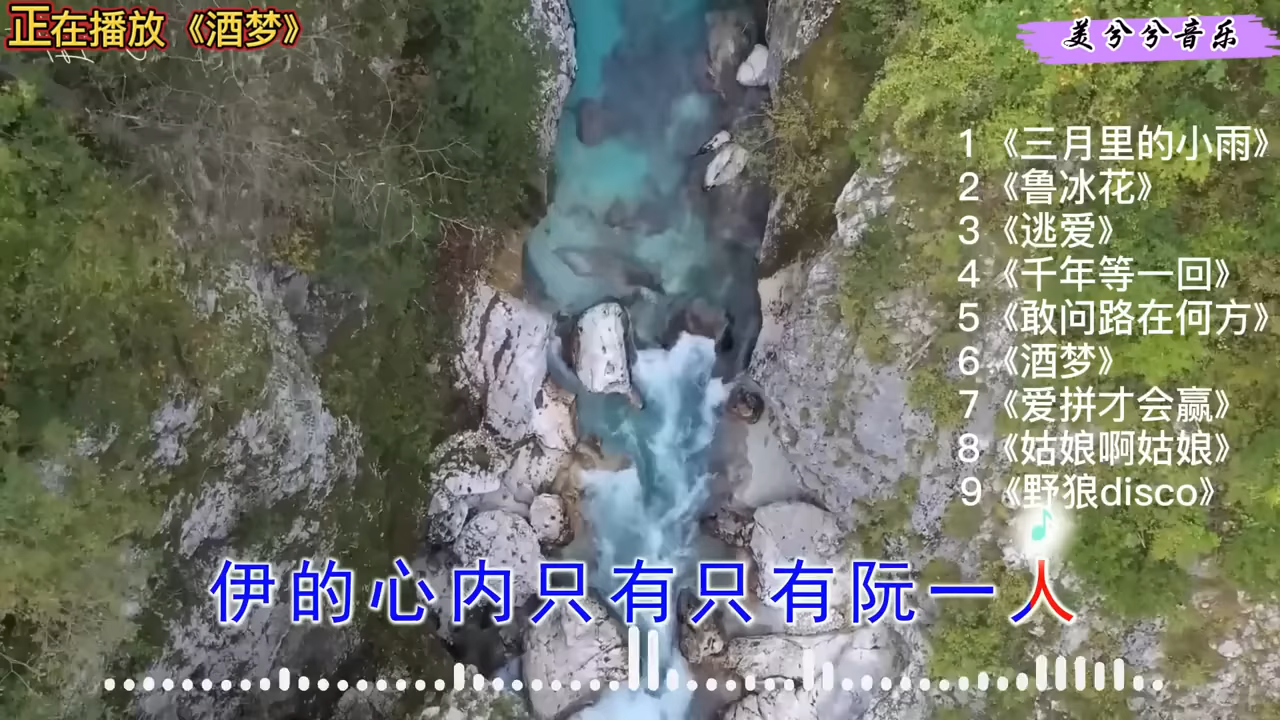 正在播放《酒梦》
美兮兮音乐
1《三月里的小雨》
2《鲁冰花》
3《逃爱》
4《千年等一回》
5《敢问路在何方》
6《酒梦》
7《爱拼才会赢》
8《姑娘啊姑娘》
9《野狼disco》
伊的心内只有只有阮一人